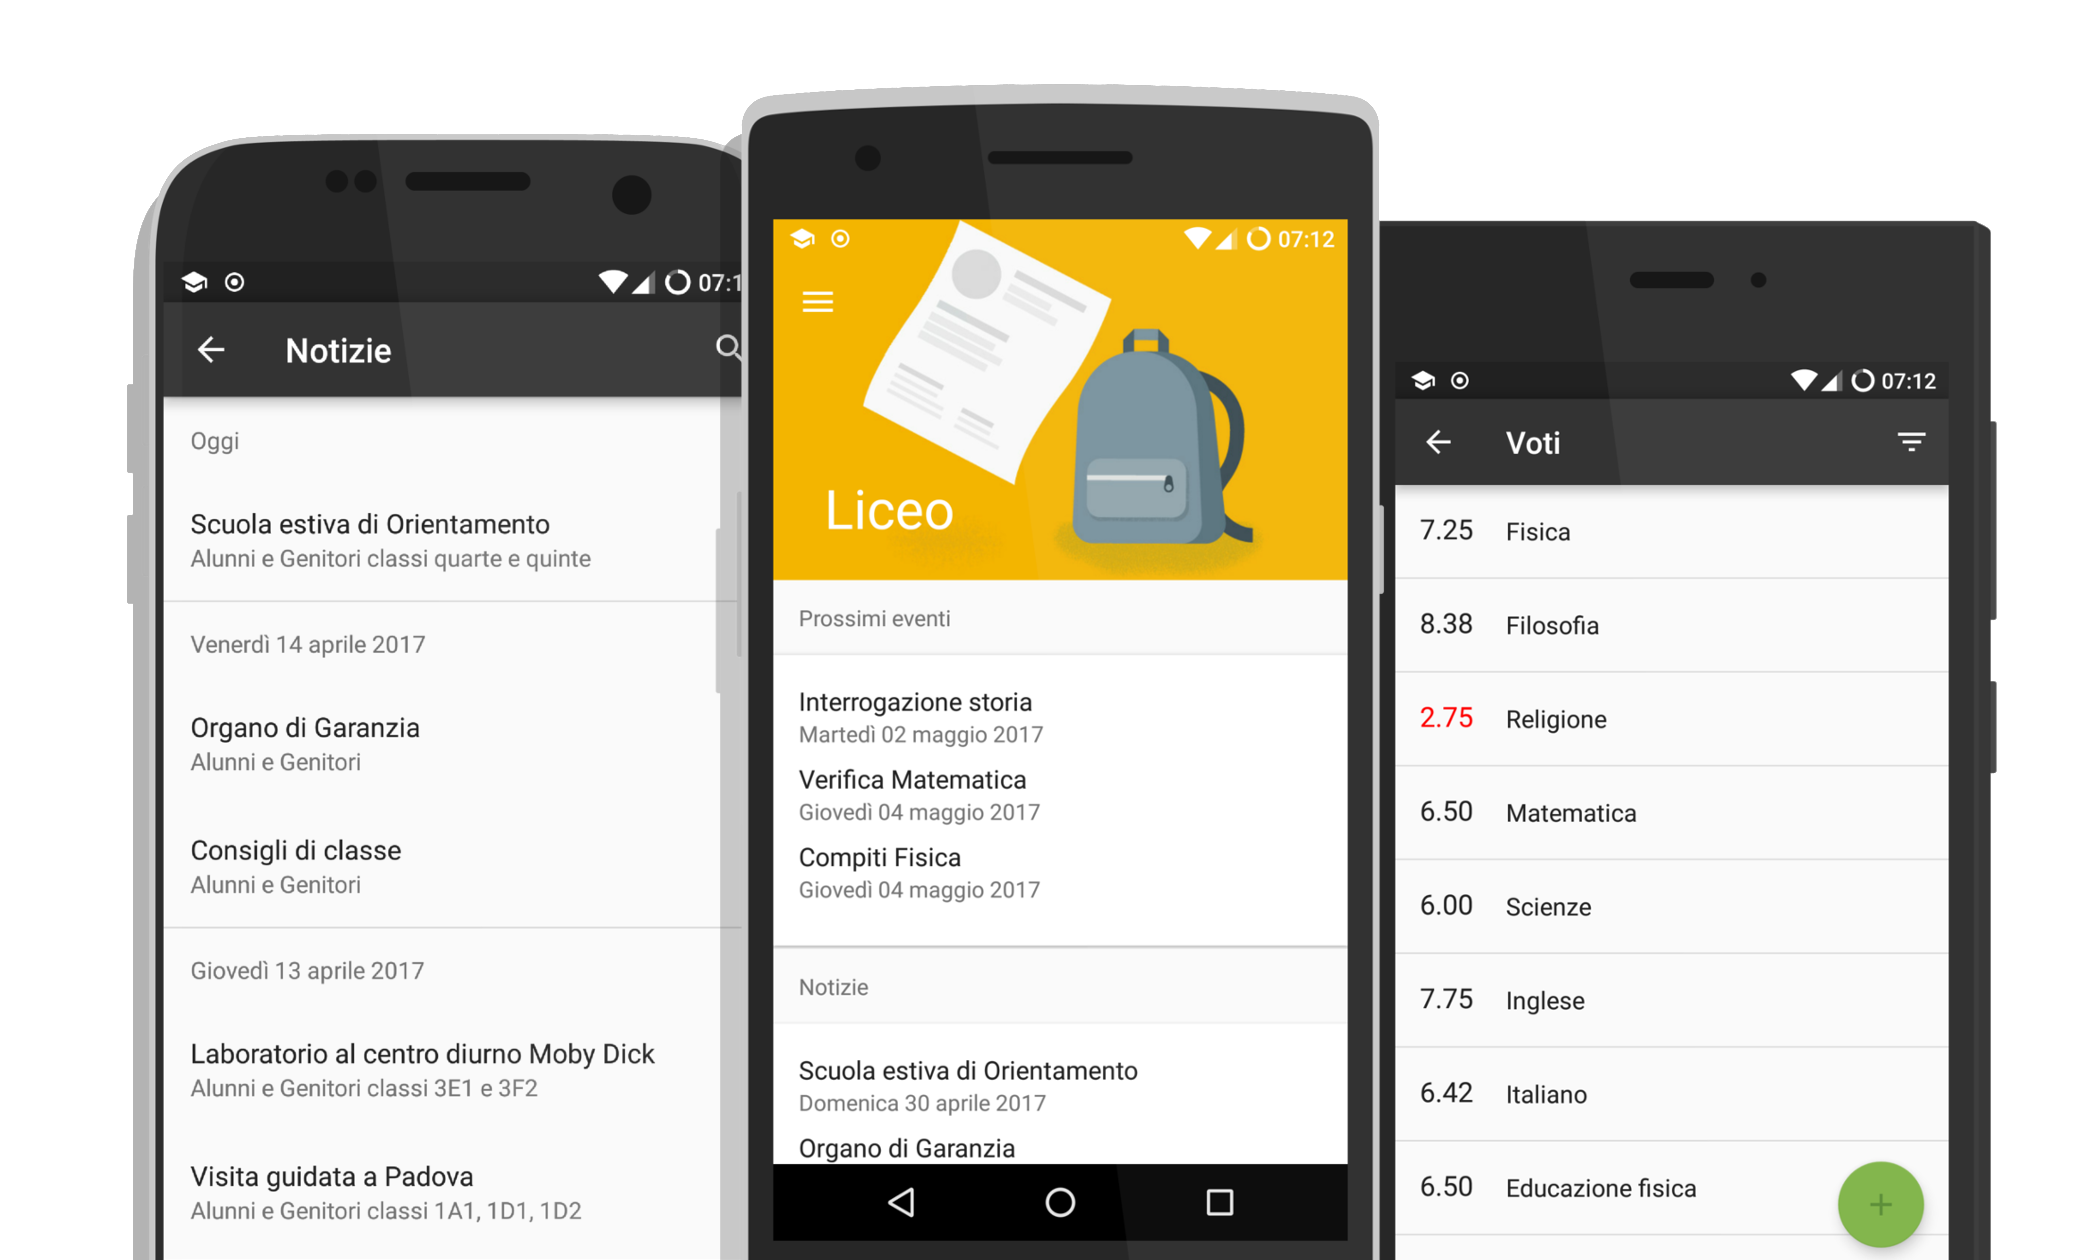 07:1
Notizie
Oggi
Scuola estiva di Orientamento
Alunni e Genitori classi quarte e quinte
Venerdì 14 aprile 2017
Organo di Garanzia
Alunni e Genitori
Consigli di classe
Alunni e Genitori
Giovedì 13 aprile 2017
Laboratorio al centro diurno Moby Dick
Alunni e Genitori classi 3E1 e 3F2
Visita guidata a Padova
Alunni e Genitori classi 1A1, 1D1, 1D2
07:12
Liceo
Prossimi eventi
Interrogazione storia
Martedì 02 maggio 2017
Verifica Matematica
Giovedì 04 maggio 2017
Compiti Fisica
Giovedì 04 maggio 2017
Notizie
Scuola estiva di Orientamento
Domenica 30 aprile 2017
Organo di Garanzia
07:12
Voti
7.25 Fisica
8.38 Filosofia
2.75 Religione
6.50 Matematica
6.00 Scienze
7.75 Inglese
6.42 Italiano
6.50 Educazione fisica